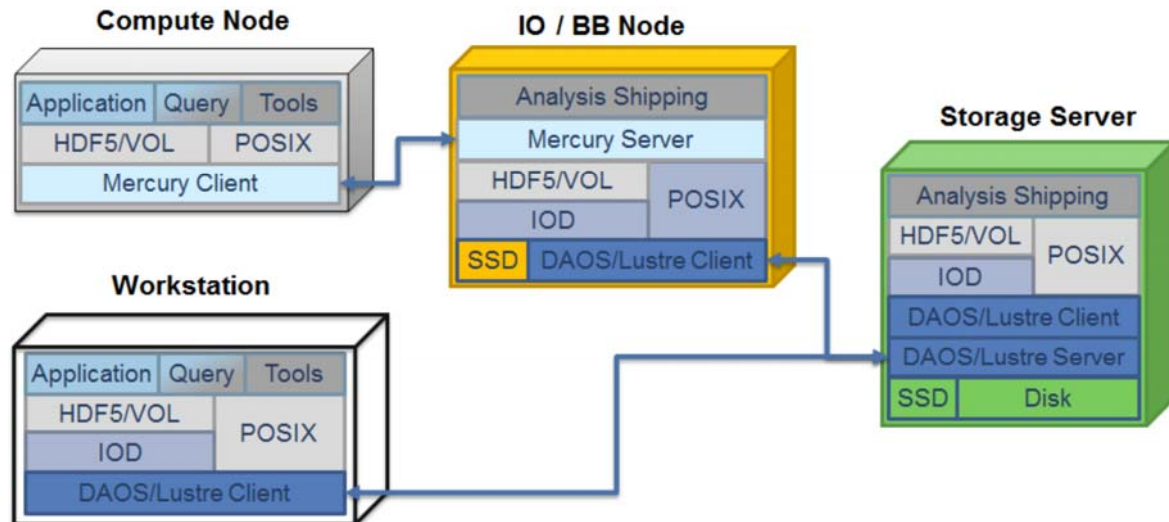 Compute Node
Application Query Tools
HDF5/VOL POSIX
Mercury Client
IO / BB Node
Analysis Shipping
Mercury Server
HDF5/VOL
POSIX
IOD
SSD DAOS/Lustre Client
Storage Server
Analysis Shipping
HDF5/VOL
POSIX
IOD
DAOS/Lustre Client
DAOS/Lustre Server
SSD Disk
Workstation
Application Query Tools
HDF5/VOL
POSIX
IOD
DAOS/Lustre Client